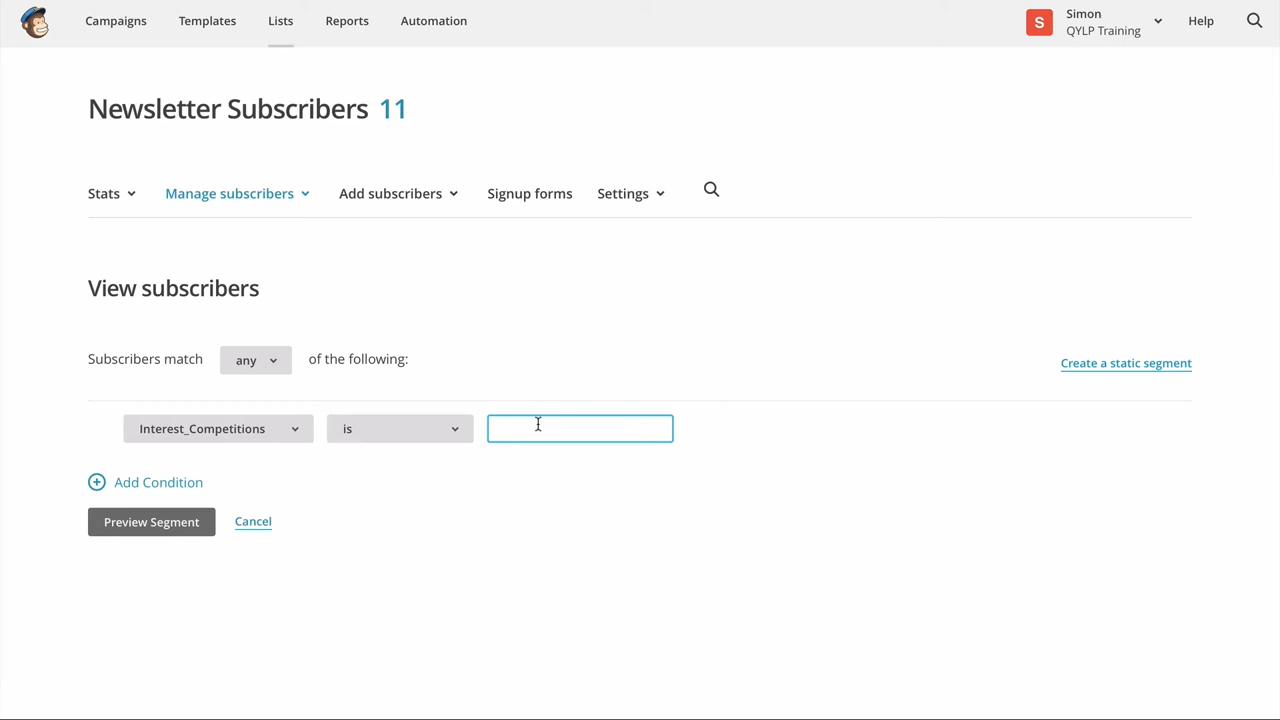 Campaigns Templates Lists Reports Automation
S
Simon
QYLP Training
Help
Newsletter Subscribers 11
Stats Manage subscribers Add subscribers Signup forms Settings
View subscribers
Subscribers match any of the following:
Create a static segment
Interest_Competitions is
Add Condition
Preview Segment Cancel